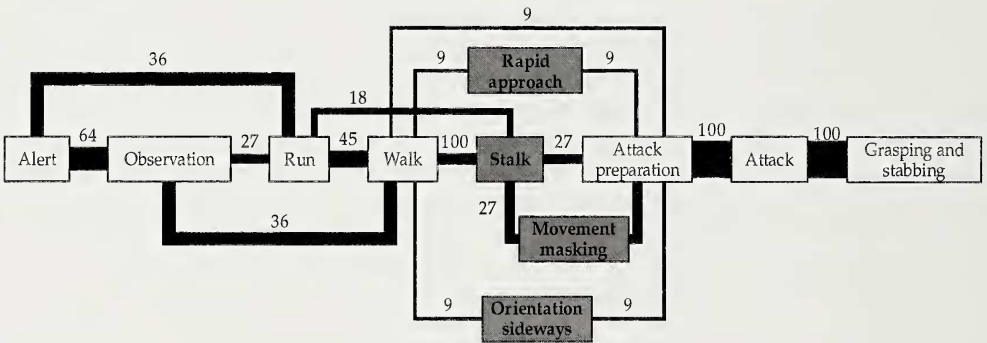 9
9
Rapid
approach
9
36
18
Alert
64
Observation
27
Run
45
Walk
100
Stalk
27
Attack
preparation
100
Attack
100
Grasping and
stabbing
36
27
Movement
masking
9
Orientation
sideways
9